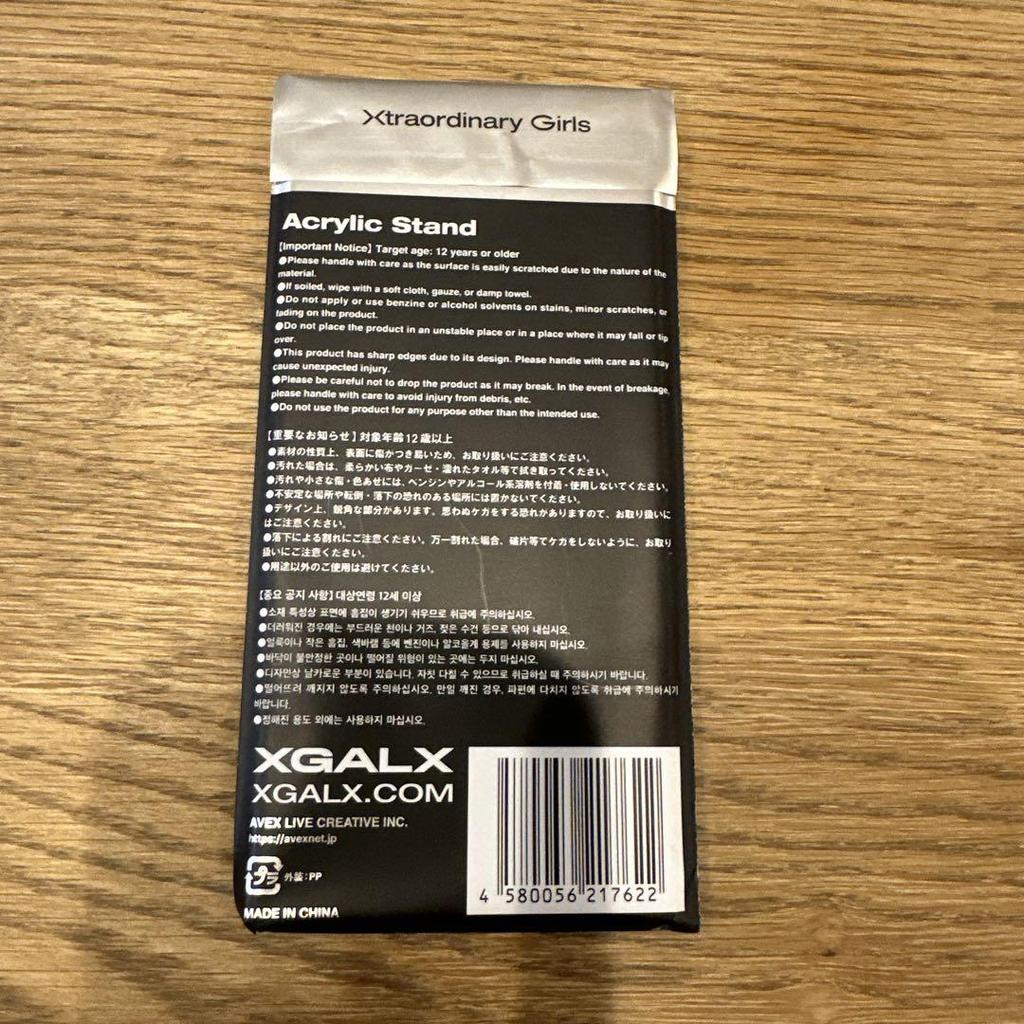 Xtraordinary Girls
Acrylic Stand
[Important Notice] Target age: 12 years or older
●Please handle with care as the surface is easily scratched due to the nature of the
material.
●If soiled, wipe with a soft cloth, gauze, or damp towel.
●Do not apply or use benzine or alcohol solvents on stains, minor scratches, or
fading on the product.
●Do not place the product in an unstable place or in a place where it may fall or tip
over.
●This product has sharp edges due to its design. Please handle with care as it may
cause unexpected injury.
●Please be careful not to drop the product as it may break. In the event of breakage,
please handle with care to avoid injury from debris, etc.
●Do not use the product for any purpose other than the intended use.
【重要なお知らせ】対象年齢12歳以上
●素材の性質上、表面に傷がつき易いため、お取り扱いにご注意ください。
●汚れた場合は、柔らかい布やガーゼ・濡れたタオル等で拭き取ってください。
●汚れや小さな傷・色あせには、ベンジンやアルコール系溶剤を付着・使用しないでください。
●不安定な場所や転倒・落下の恐れのある場所には置かないでください。
●デザイン上、鋭角な部分があります。思わぬケガをする恐れがありますので、お取り扱いに
はご注意ください。
●落下による割れにご注意ください。万一割れた場合、破片等でケガをしないように、お取り
扱いにご注意ください。
●用途以外のご使用は避けてください。
【중요 공지 사항】대상연령 12세 이상
●소재 특성상 표면에 흠집이 생기기 쉬우므로 취급에 주의하십시오.
●더러워진 경우에는 부드러운 천이나 거즈, 젖은 수건 등으로 닦아 내십시오.
●얼룩이나 작은 흠집, 색바램 등에 벤진이나 알코올계 용제를 사용하지 마십시오.
●바닥이 불안정한 곳이나 떨어질 위험이 있는 곳에는 두지 마십시오.
●디자인상 날카로운 부분이 있습니다. 자칫 다칠 수 있으므로 취급하실 때 주의하시기 바랍니다.
●떨어뜨려 깨지지 않도록 주의하십시오. 만일 깨진 경우, 파편에 다치지 않도록 취급에 주의하시기
바랍니다.
●정해진 용도 외에는 사용하지 마십시오.
XGALX
XGALX.COM
AVEX LIVE CREATIVE INC.
https://avexnet.jp
プラ 外装:PP
MADE IN CHINA
4 580056 217622